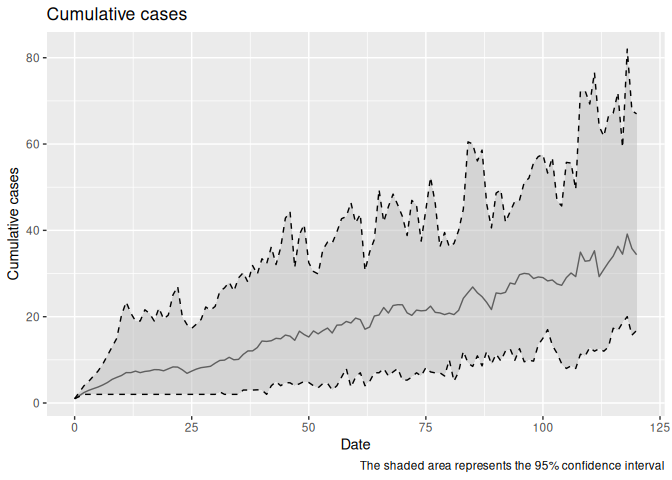 Cumulative cases
Cumulative cases
80
60
40
20
0
0 25 50 75 100 125
Date
The shaded area represents the 95% confidence interval